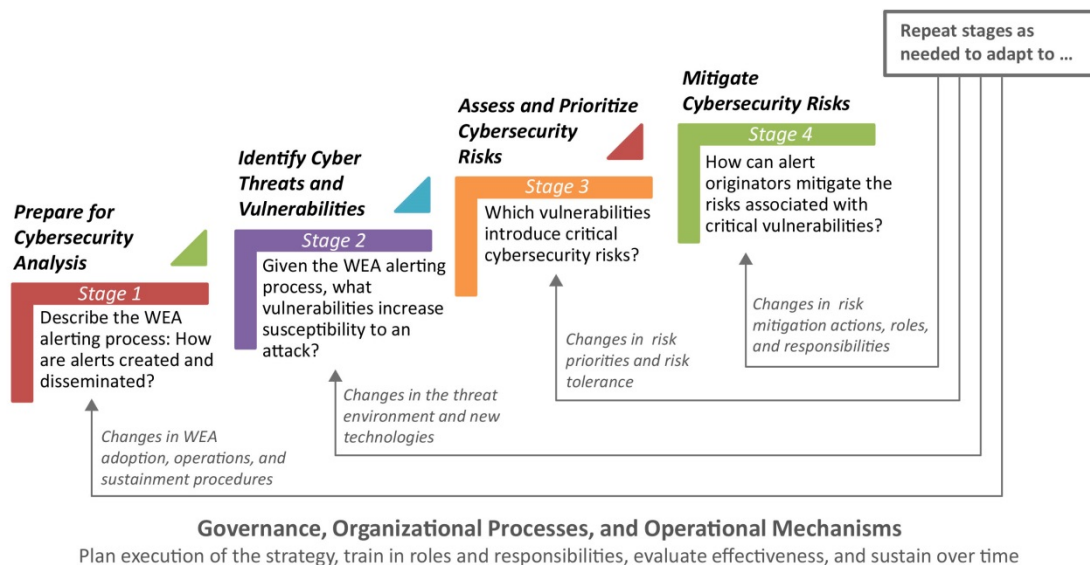 Repeat stages as
needed to adapt to ...
Prepare for
Cybersecurity
Analysis
Stage 1
Describe the WEA
alerting process: How
are alerts created and
disseminated?
Changes in WEA
adoption, operations, and
sustainment procedures
Identify Cyber
Threats and
Vulnerabilities
Stage 2
Given the WEA alerting
process, what
vulnerabilities increase
susceptibility to an
attack?
Changes in the threat
environment and new
technologies
Assess and Prioritize
Cybersecurity
Risks
Stage 3
Which vulnerabilities
introduce critical
cybersecurity risks?
Changes in risk
priorities and risk
tolerance
Mitigate
Cybersecurity Risks
Stage 4
How can alert
originators mitigate the
risks associated with
critical vulnerabilities?
Changes in risk
mitigation actions, roles,
and responsibilities
Governance, Organizational Processes, and Operational Mechanisms
Plan execution of the strategy, train in roles and responsibilities, evaluate effectiveness, and sustain over time